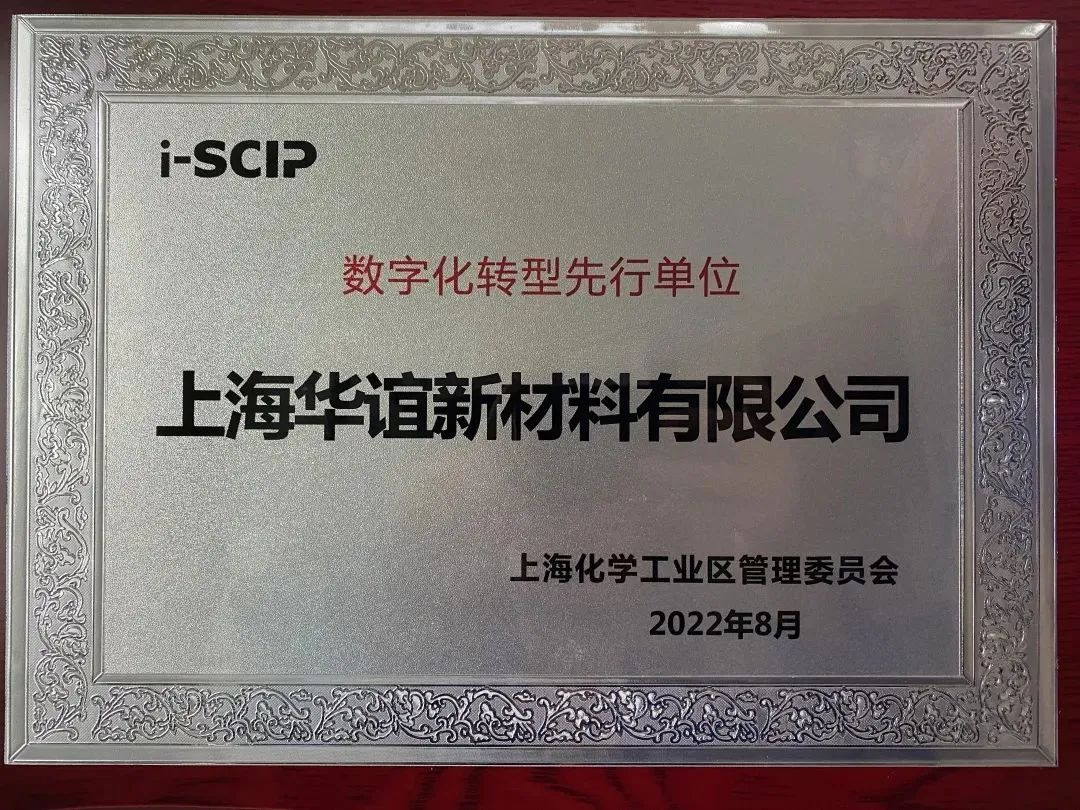 i-SCIP
数字化转型先行单位
上海华谊新材料有限公司
上海化学工业区管理委员会
2022年8月